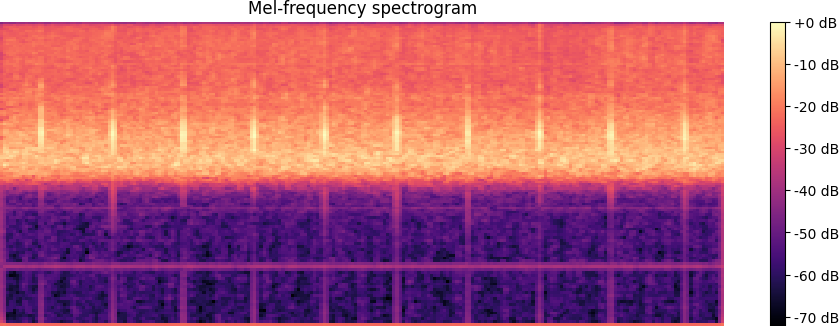 Mel-frequency spectrogram
+0 dB
-10 dB
-20 dB
-30 dB
-40 dB
-50 dB
-60 dB
-70 dB